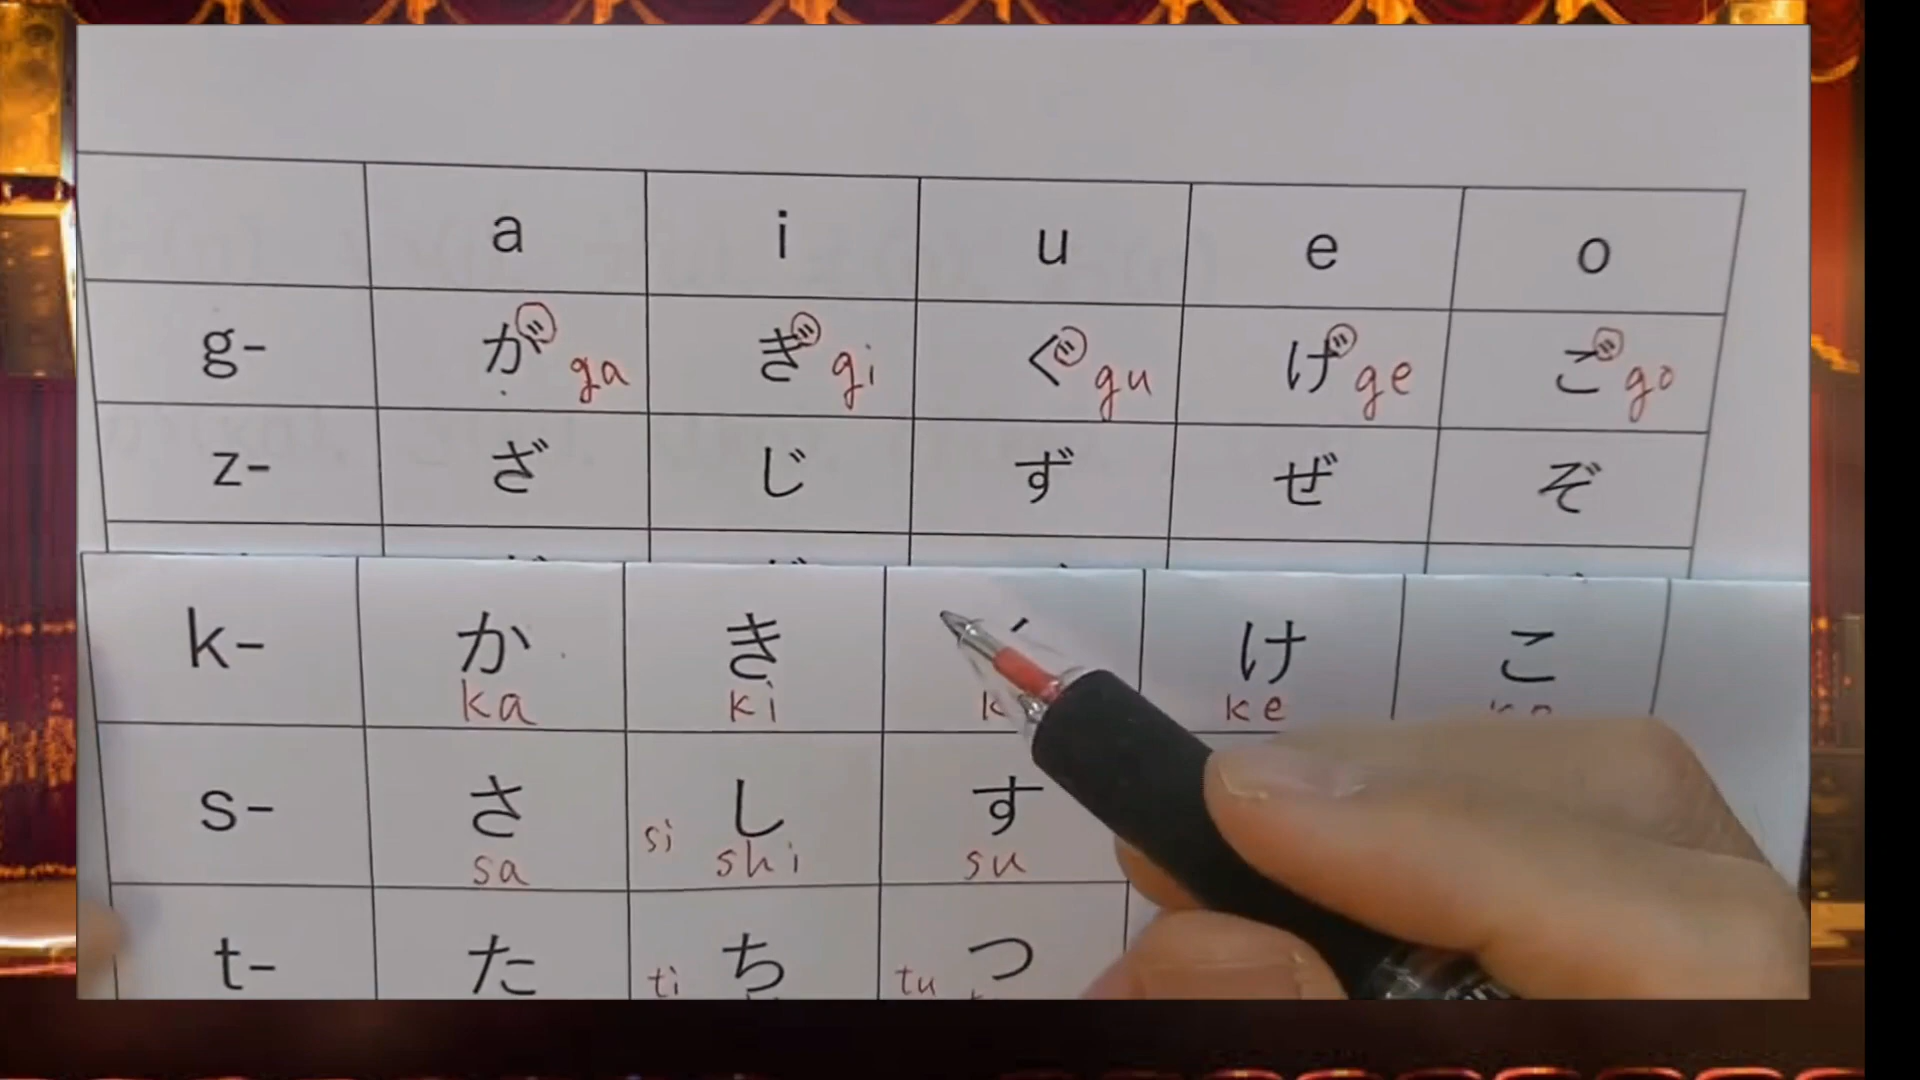 a i u e o
g- が ga ぎ gi ぐ gu げ ge ご go
z- ざ じ ず ぜ ぞ
k- か き け こ
ka ki ke
s- さ し す
sa si shi su
t- た ち つ
ti tu